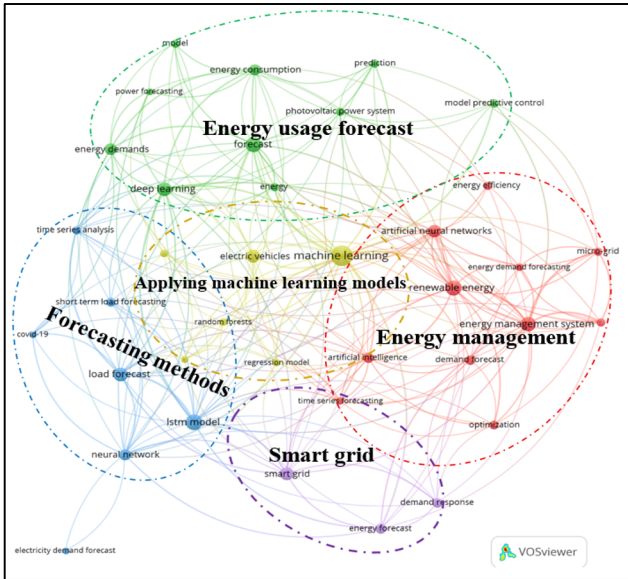 model
energy consumption
prediction
power forecasting
photovoltaic power system
model predictive control
Energy usage forecast
forecast
energy demands
deep learning
energy
energy efficiency
time series analysis
artificial neural networks
micro-grid
electric vehicles
machine learning
energy demand forecasting
Applying machine learning models
renewable energy
short term load forecasting
random forests
energy management system
covid-19
Forecasting methods
Energy management
regression model
artificial intelligence
demand forecast
load forecast
time series forecasting
lstm model
optimization
neural network
Smart grid
smart grid
demand response
energy forecast
electricity demand forecast
VOSviewer